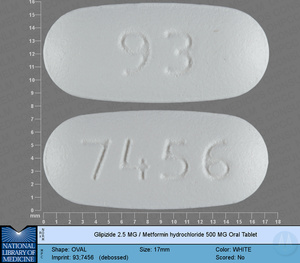 93
7456
mm
Glipizide 2.5 MG / Metformin hydrochloride 500 MG Oral Tablet
Shape: OVAL Size: 17mm Color: WHITE
Imprint: 93;7456 (debossed) Scored: No
NATIONAL
LIBRARY OF
MEDICINE